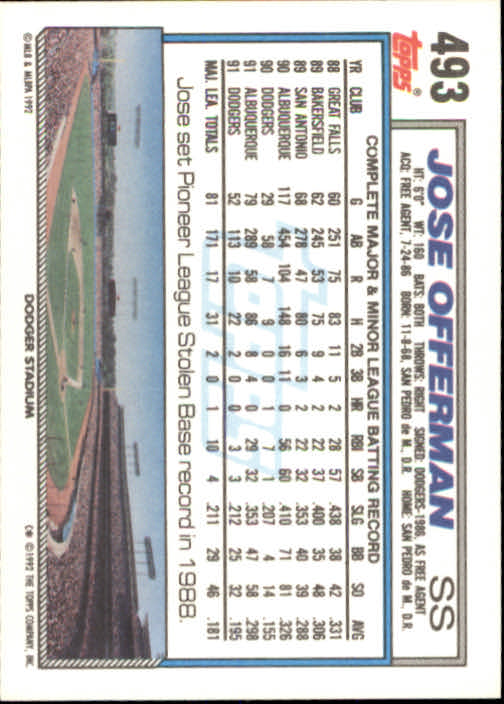 493
Topps®
JOSE OFFERMAN SS
HT: 6'0" WT: 160 BATS: BOTH THROWS: RIGHT SIGNED: DODGERS-1986, AS FREE AGENT
ACQ: FREE AGENT, 7-24-86 BORN: 11-8-68, SAN PEDRO de M., D.R. HOME: SAN PEDRO de M., D.R.
COMPLETE MAJOR & MINOR LEAGUE BATTING RECORD
YR CLUB G AB R H 2B 3B HR RBI SB SLG BB SO AVG
88 GREAT FALLS 60 251 75 83 11 5 2 28 57 .438 38 42 .331
89 BAKERSFIELD 62 245 53 75 9 4 2 22 37 .400 35 48 .306
89 SAN ANTONIO 68 278 47 80 6 3 2 22 32 .353 40 39 .288
90 ALBUQUERQUE 117 454 104 148 16 11 0 56 60 .410 71 81 .326
90 DODGERS 29 58 7 9 0 0 1 7 1 .207 4 14 .155
91 ALBUQUERQUE 79 289 58 86 8 4 0 29 32 .353 47 58 .298
91 DODGERS 52 113 10 22 2 0 0 3 3 .212 25 32 .195
MAJ. LEA. TOTALS 81 171 17 31 2 0 1 10 4 .211 29 46 .181
Jose set Pioneer League Stolen Base record in 1988.
©MLB & MLBPA 1992
DODGER STADIUM
C* ©1992 THE TOPPS COMPANY, INC.